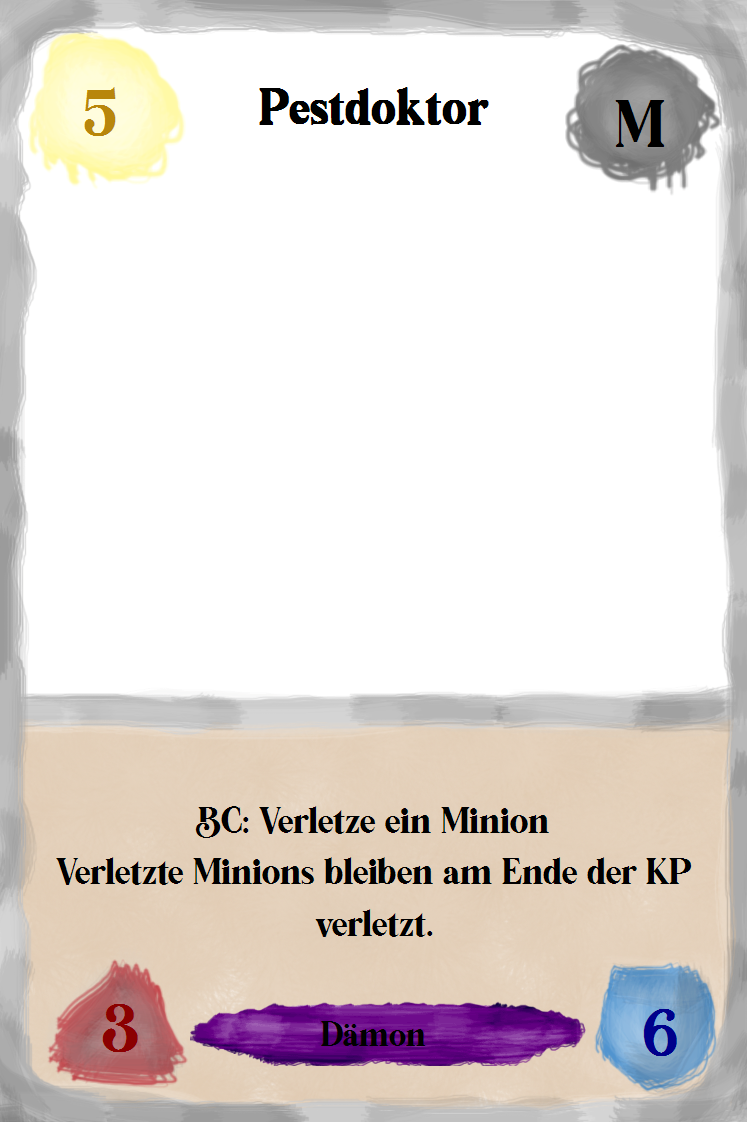 5
Pestdoktor
M
BC: Verletze ein Minion
Verletzte Minions bleiben am Ende der KP
verletzt.
3
Dämon
6